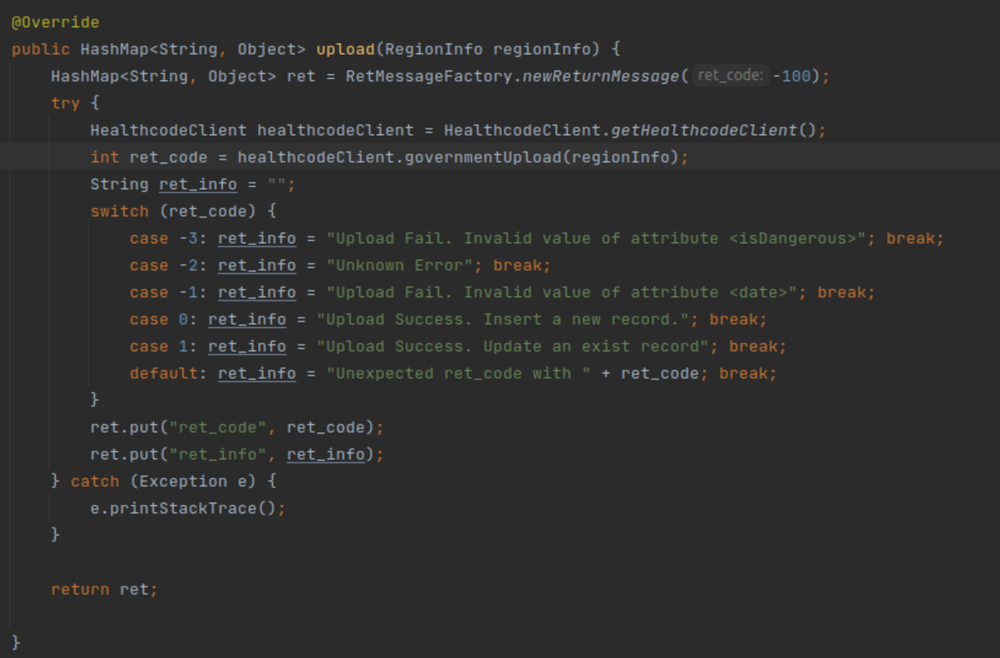 @Override
public HashMap<String, Object> upload(RegionInfo regionInfo) {
    HashMap<String, Object> ret = RetMessageFactory.newReturnMessage( ret_code: -100);
    try {
        HealthcodeClient healthcodeClient = HealthcodeClient.getHealthcodeClient();
        int ret_code = healthcodeClient.governmentUpload(regionInfo);
        String ret_info = "";
        switch (ret_code) {
            case -3: ret_info = "Upload Fail. Invalid value of attribute <isDangerous>"; break;
            case -2: ret_info = "Unknown Error"; break;
            case -1: ret_info = "Upload Fail. Invalid value of attribute <date>"; break;
            case 0: ret_info = "Upload Success. Insert a new record."; break;
            case 1: ret_info = "Upload Success. Update an exist record"; break;
            default: ret_info = "Unexpected ret_code with " + ret_code; break;
        }
        ret.put("ret_code", ret_code);
        ret.put("ret_info", ret_info);
    } catch (Exception e) {
        e.printStackTrace();
    }
    return ret;
}